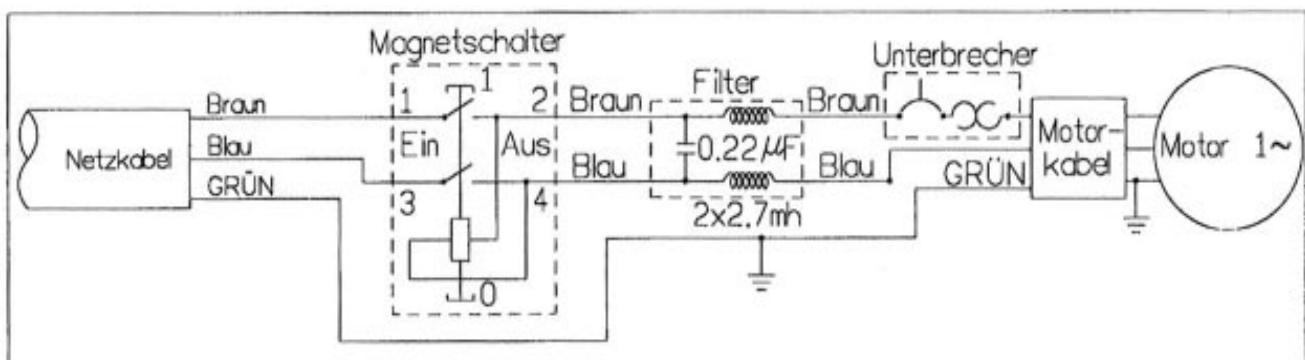 Magnetschalter
Unterbrecher
Filter
1
1 2
Braun
Braun
Braun
Netzkabel
Blau
Ein Aus
0.22µF
Motor-
kabel
Motor 1~
3 4
Blau
Blau
GRÜN
GRÜN
2x2.7mh
0